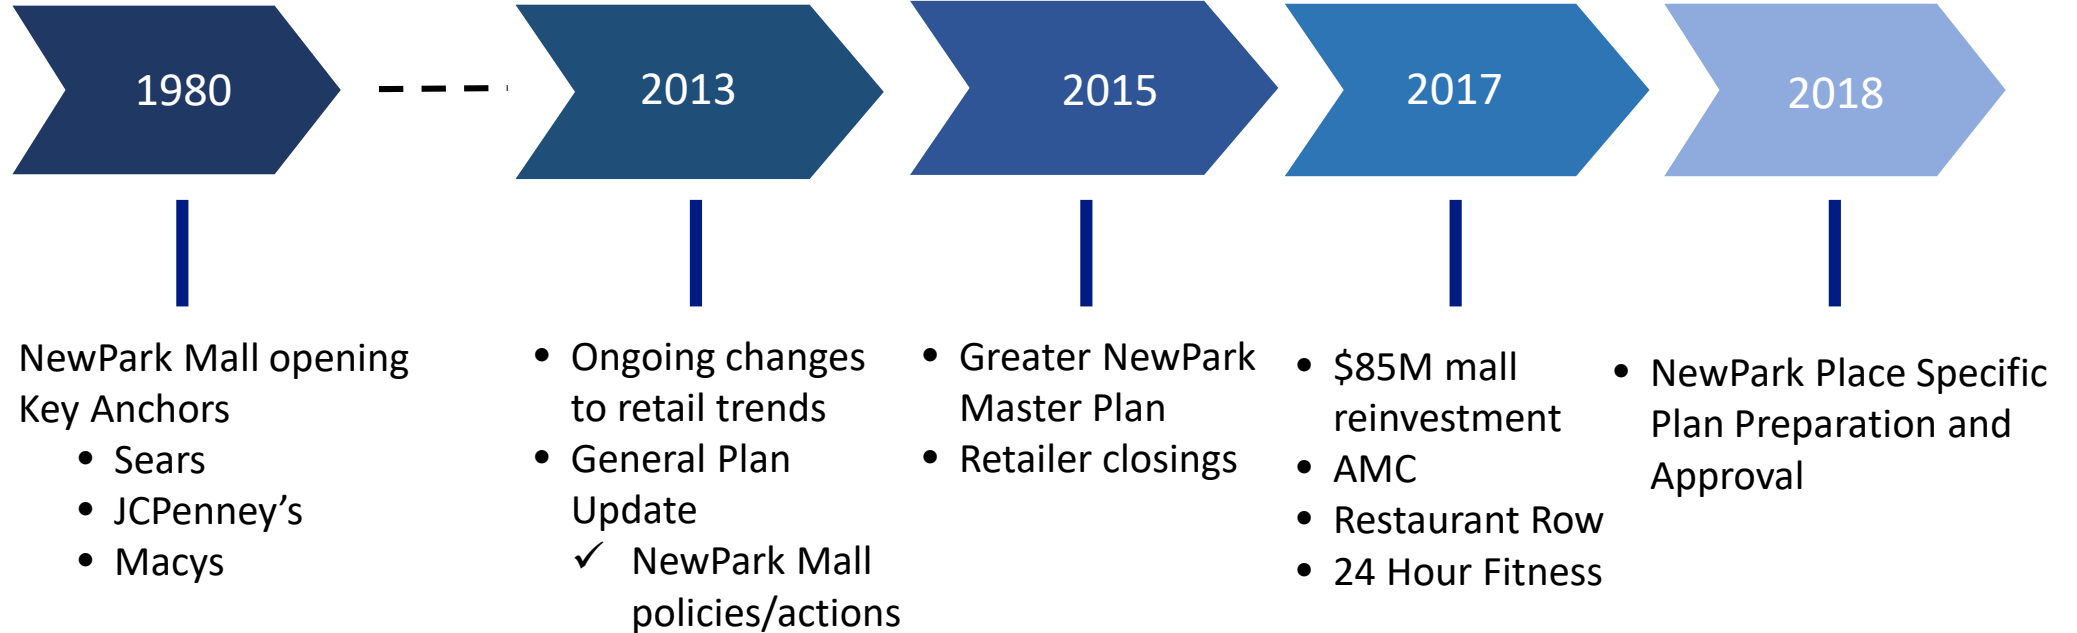 1980
2013
2015
2017
2018
NewPark Mall opening
Key Anchors
• Sears
• JCPenney’s
• Macys
• Ongoing changes
to retail trends
• General Plan
Update
✓ NewPark Mall
policies/actions
• Greater NewPark
Master Plan
• Retailer closings
• $85M mall
reinvestment
• AMC
• Restaurant Row
• 24 Hour Fitness
• NewPark Place Specific
Plan Preparation and
Approval